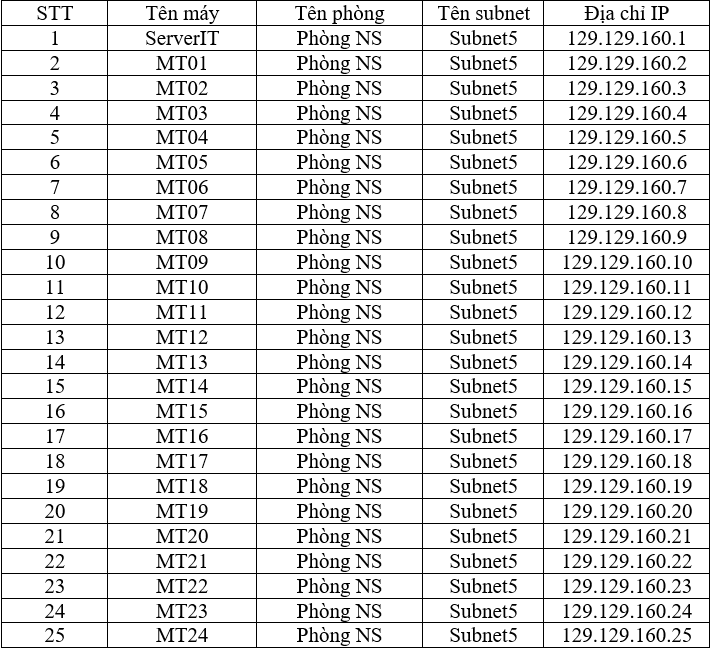 STT Tên máy Tên phòng Tên subnet Địa chỉ IP
1 ServerIT Phòng NS Subnet5 129.129.160.1
2 MT01 Phòng NS Subnet5 129.129.160.2
3 MT02 Phòng NS Subnet5 129.129.160.3
4 MT03 Phòng NS Subnet5 129.129.160.4
5 MT04 Phòng NS Subnet5 129.129.160.5
6 MT05 Phòng NS Subnet5 129.129.160.6
7 MT06 Phòng NS Subnet5 129.129.160.7
8 MT07 Phòng NS Subnet5 129.129.160.8
9 MT08 Phòng NS Subnet5 129.129.160.9
10 MT09 Phòng NS Subnet5 129.129.160.10
11 MT10 Phòng NS Subnet5 129.129.160.11
12 MT11 Phòng NS Subnet5 129.129.160.12
13 MT12 Phòng NS Subnet5 129.129.160.13
14 MT13 Phòng NS Subnet5 129.129.160.14
15 MT14 Phòng NS Subnet5 129.129.160.15
16 MT15 Phòng NS Subnet5 129.129.160.16
17 MT16 Phòng NS Subnet5 129.129.160.17
18 MT17 Phòng NS Subnet5 129.129.160.18
19 MT18 Phòng NS Subnet5 129.129.160.19
20 MT19 Phòng NS Subnet5 129.129.160.20
21 MT20 Phòng NS Subnet5 129.129.160.21
22 MT21 Phòng NS Subnet5 129.129.160.22
23 MT22 Phòng NS Subnet5 129.129.160.23
24 MT23 Phòng NS Subnet5 129.129.160.24
25 MT24 Phòng NS Subnet5 129.129.160.25